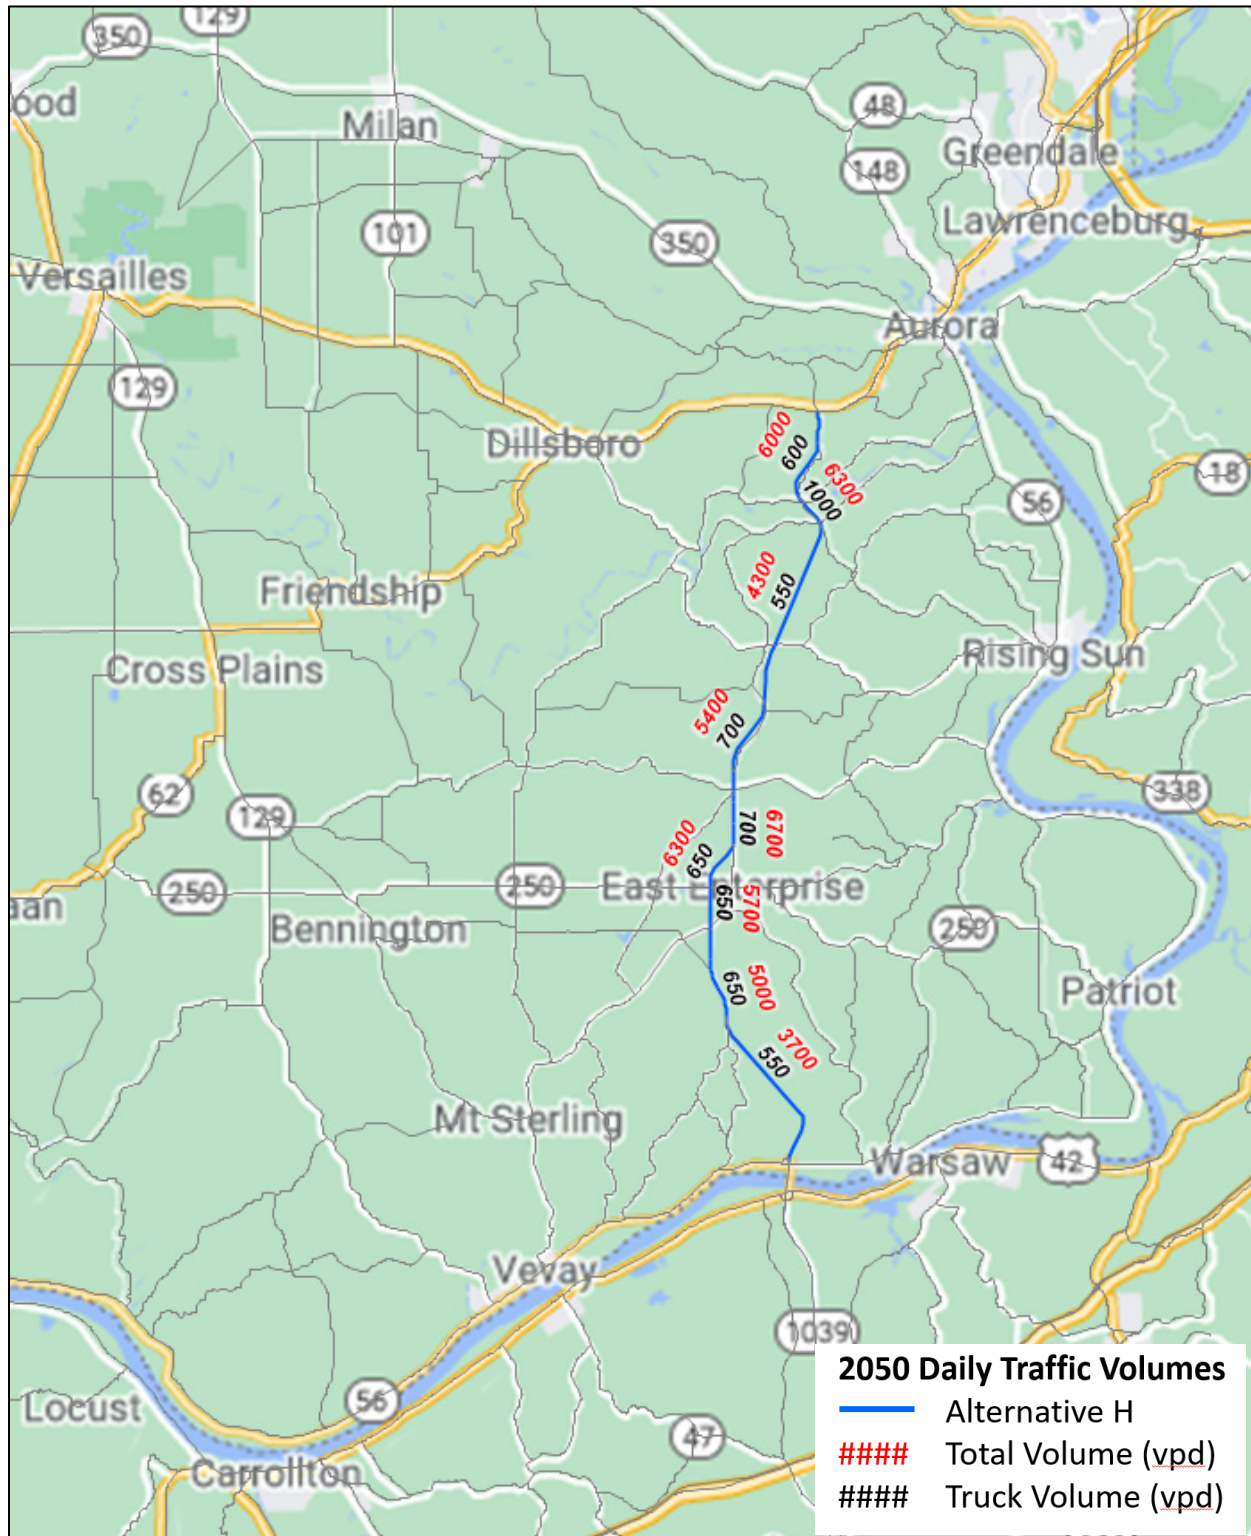 129
350
ood
Milan
48
Greendale
148
Lawrenceburg
101
350
Versailles
Aurora
129
Dillsboro
6000
600
6300
1000
18
56
4300
550
Friendship
Rising Sun
Cross Plains
5400
700
62
338
129
700
6700
6300
650
250
250
East Enterprise
aan
650
5700
Bennington
250
650
5000
Patriot
3700
550
Mt Sterling
Warsaw
42
Vevay
1039
2050 Daily Traffic Volumes
Alternative H
#### Total Volume (vpd)
#### Truck Volume (vpd)
56
Locust
47
Carrollton